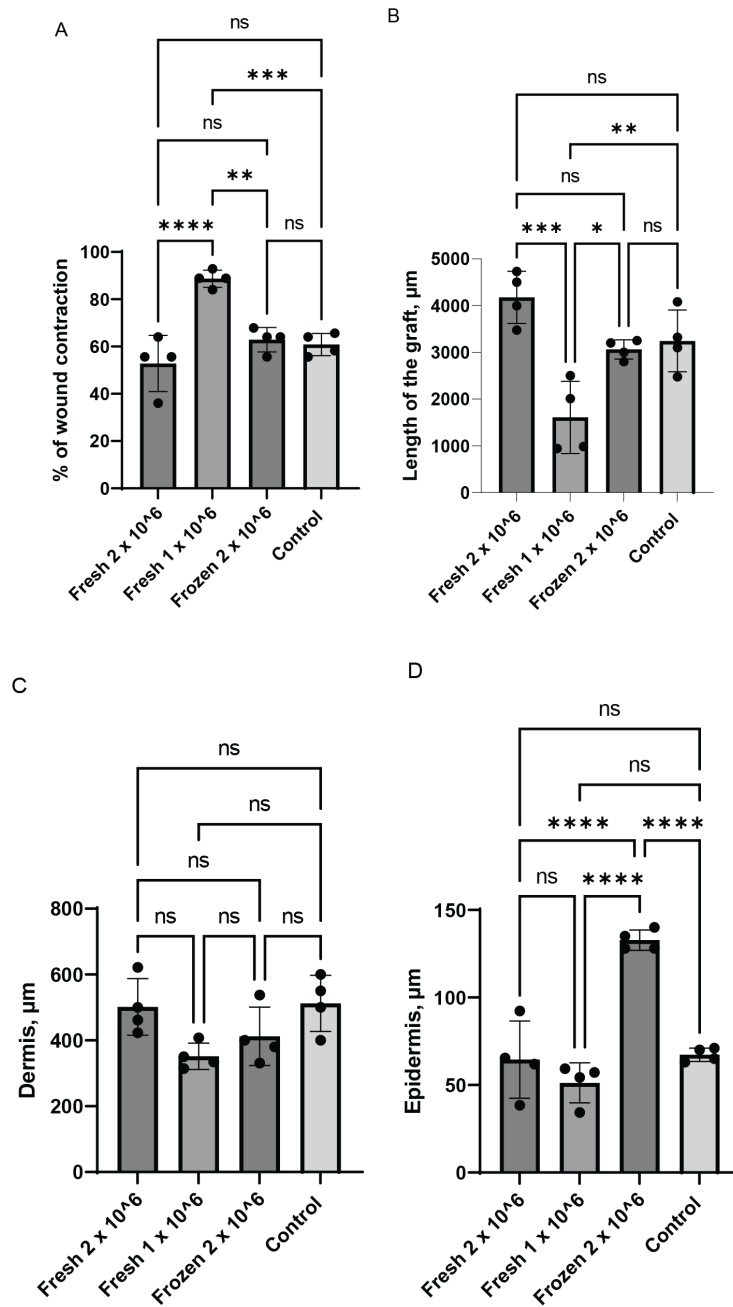 A
ns
***
ns
**
****
ns
% of wound contraction
100
80
60
40
20
0
Fresh 2 x 10^6
Fresh 1 x 10^6
Frozen 2 x 10^6
Control
B
ns
**
ns
***
*
ns
Length of the graft, µm
5000
4000
3000
2000
1000
0
Fresh 2 x 10^6
Fresh 1 x 10^6
Frozen 2 x 10^6
Control
C
ns
ns
ns
ns
ns
ns
Dermis, µm
800
600
400
200
0
Fresh 2 x 10^6
Fresh 1 x 10^6
Frozen 2 x 10^6
Control
D
ns
ns
****
****
ns
****
Epidermis, µm
150
100
50
0
Fresh 2 x 10^6
Fresh 1 x 10^6
Frozen 2 x 10^6
Control